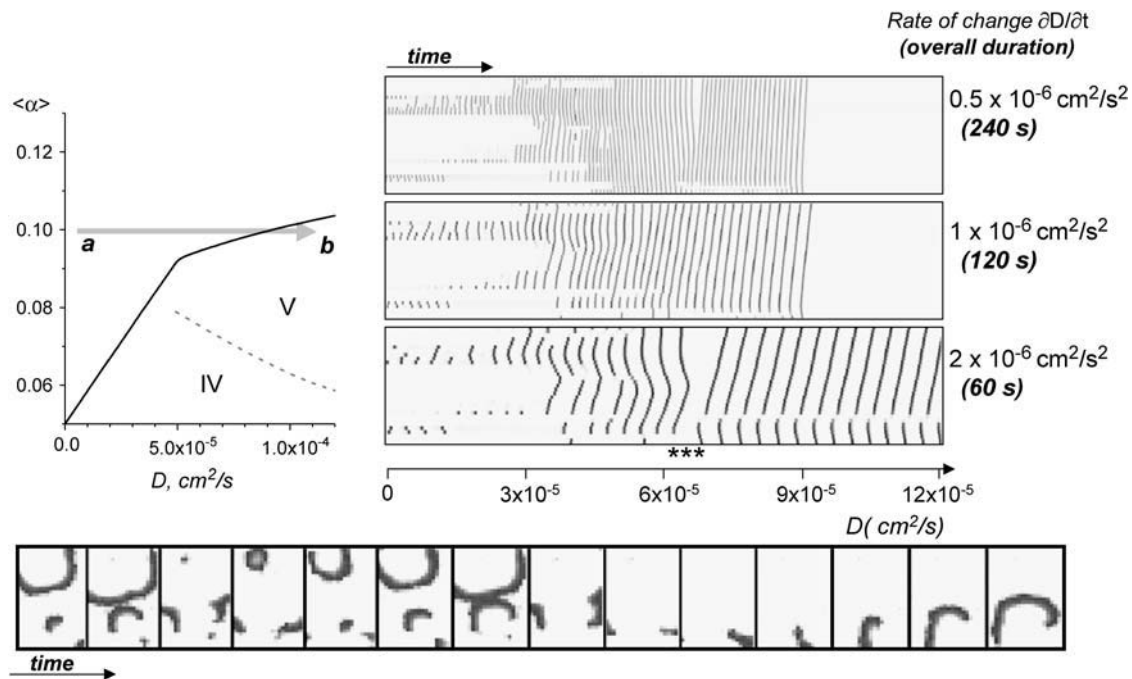 Rate of change ∂D/∂t
(overall duration)
time
<α>
0.12
0.10
0.08
0.06
a
b
V
IV
0.0
5.0x10⁻⁵
1.0x10⁻⁴
D, cm²/s
0.5 x 10⁻⁶ cm²/s²
(240 s)
1 x 10⁻⁶ cm²/s²
(120 s)
2 x 10⁻⁶ cm²/s²
(60 s)
***
0
3x10⁻⁵
6x10⁻⁵
9x10⁻⁵
12x10⁻⁵
D( cm²/s)
time